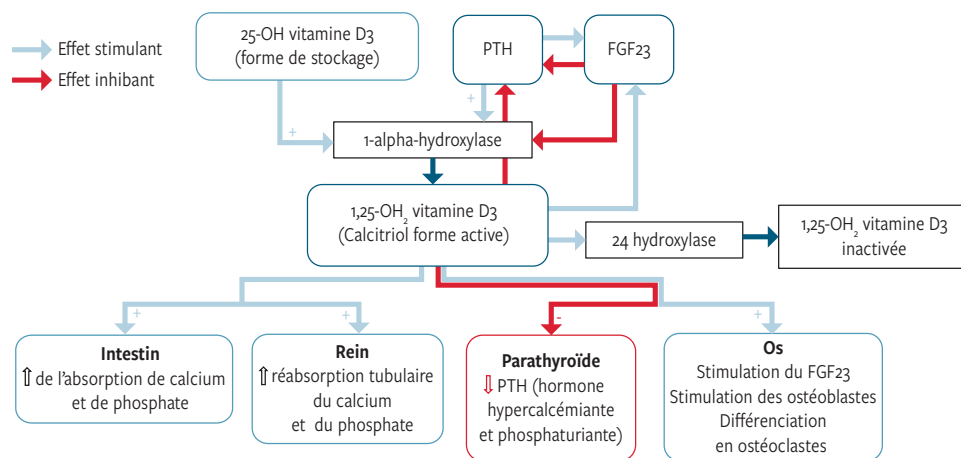 Effet stimulant
Effet inhibant
25-OH vitamine D3
(forme de stockage)
PTH
FGF23
+
+
1-alpha-hydroxylase
1,25-OH₂ vitamine D3
(Calcitriol forme active)
24 hydroxylase
1,25-OH₂ vitamine D3
inactivée
+
+
-
+
Intestin
⇧ de l'absorption de calcium
et de phosphate
Rein
⇧ réabsorption tubulaire
du calcium
et du phosphate
Parathyroïde
⇩ PTH (hormone
hypercalcémiante
et phosphaturiante)
Os
Stimulation du FGF23
Stimulation des ostéoblastes
Différenciation
en ostéoclastes